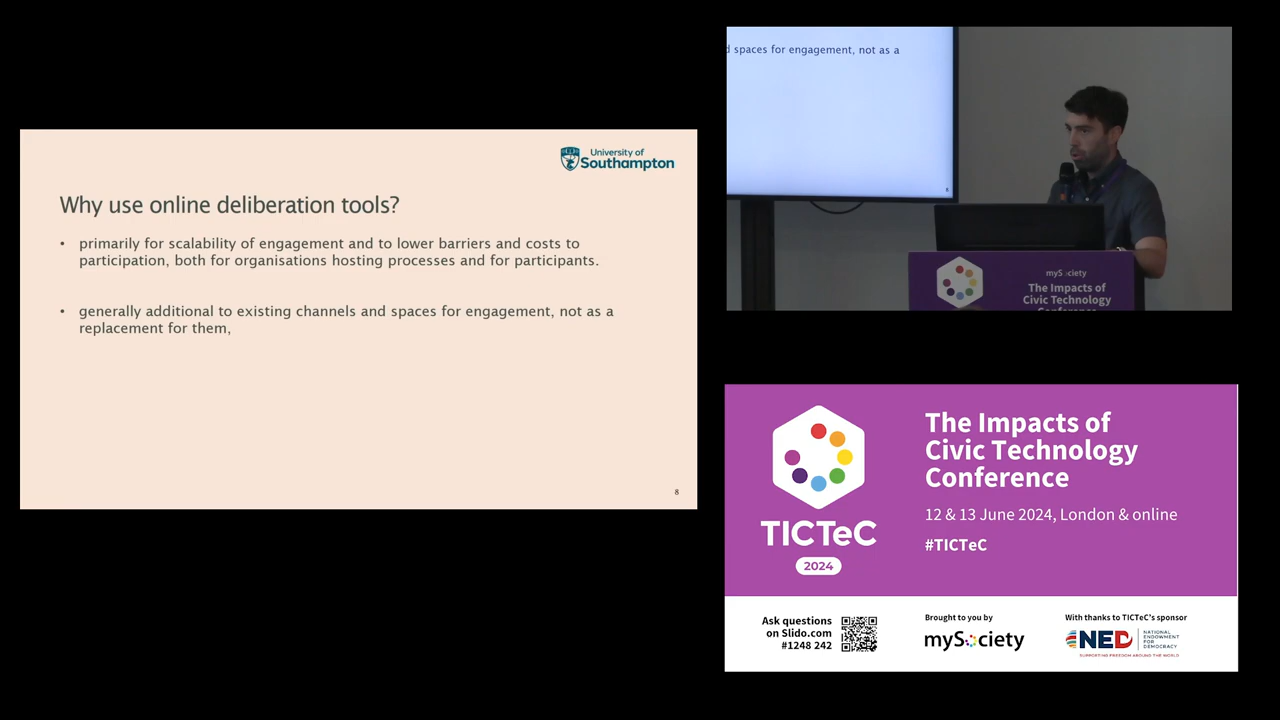 University of
Southampton
Why use online deliberation tools?
• primarily for scalability of engagement and to lower barriers and costs to
participation, both for organisations hosting processes and for participants.
• generally additional to existing channels and spaces for engagement, not as a
replacement for them,
8
spaces for engagement, not as a
8
mySociety
The Impacts of
Civic Technology
Conference
The Impacts of
Civic Technology
Conference
12 & 13 June 2024, London & online
#TICTeC
TICTeC
2024
Ask questions
on Slido.com
#1248 242
Brought to you by
mySociety
With thanks to TICTeC's sponsor
NED
NATIONAL
ENDOWMENT
FOR
DEMOCRACY
SUPPORTING FREEDOM AROUND THE WORLD